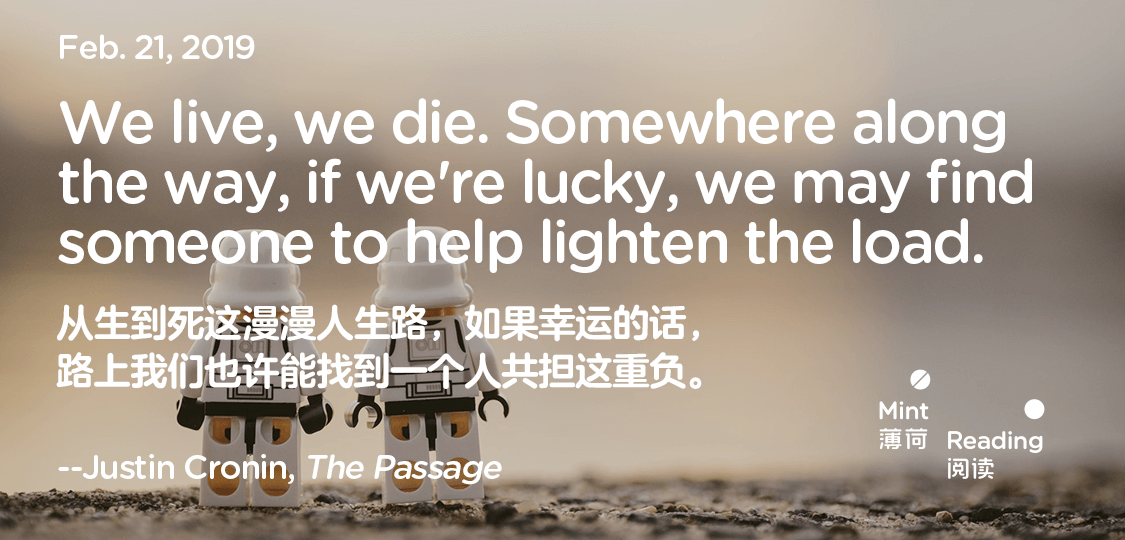 Feb. 21, 2019
We live, we die. Somewhere along
the way, if we're lucky, we may find
someone to help lighten the load.
从生到死这漫漫人生路，如果幸运的话，
路上我们也许能找到一个人共担这重负。
--Justin Cronin, The Passage
Mint
薄荷
Reading
阅读